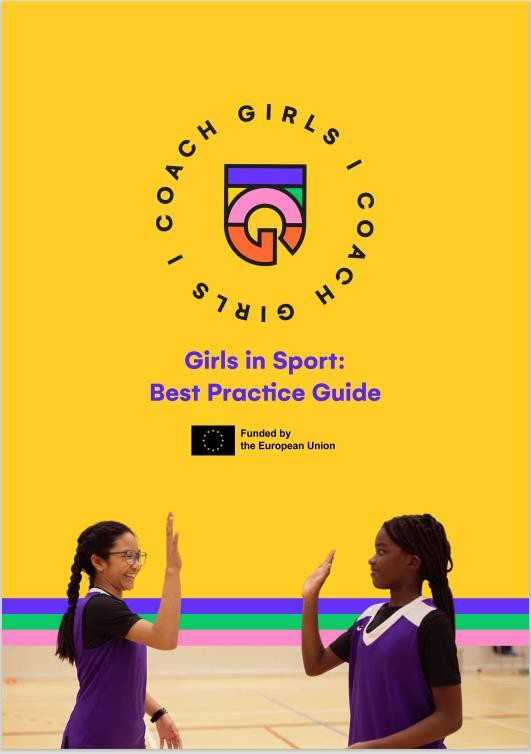 I COACH GIRLS I COACH GIRLS
Girls in Sport:
Best Practice Guide
Funded by
the European Union